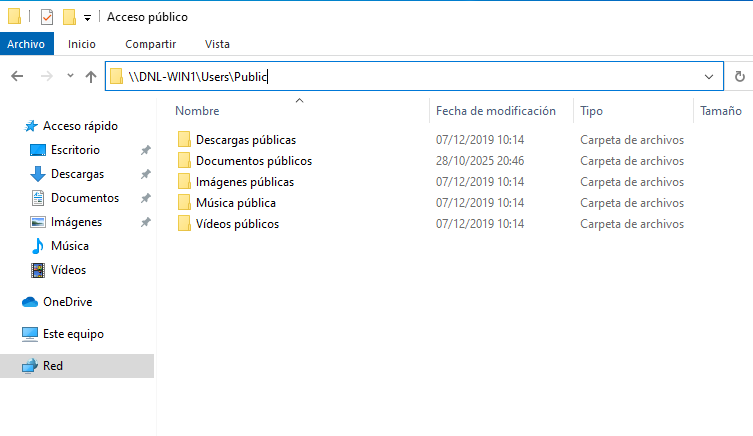 Acceso público
Archivo Inicio Compartir Vista
\\DNL-WIN1\Users\Public
Nombre Fecha de modificación Tipo Tamaño
Acceso rápido
Escritorio
Descargas
Documentos
Imágenes
Música
Vídeos
OneDrive
Este equipo
Red
Descargas públicas 07/12/2019 10:14 Carpeta de archivos
Documentos públicos 28/10/2025 20:46 Carpeta de archivos
Imágenes públicas 07/12/2019 10:14 Carpeta de archivos
Música pública 07/12/2019 10:14 Carpeta de archivos
Vídeos públicos 07/12/2019 10:14 Carpeta de archivos